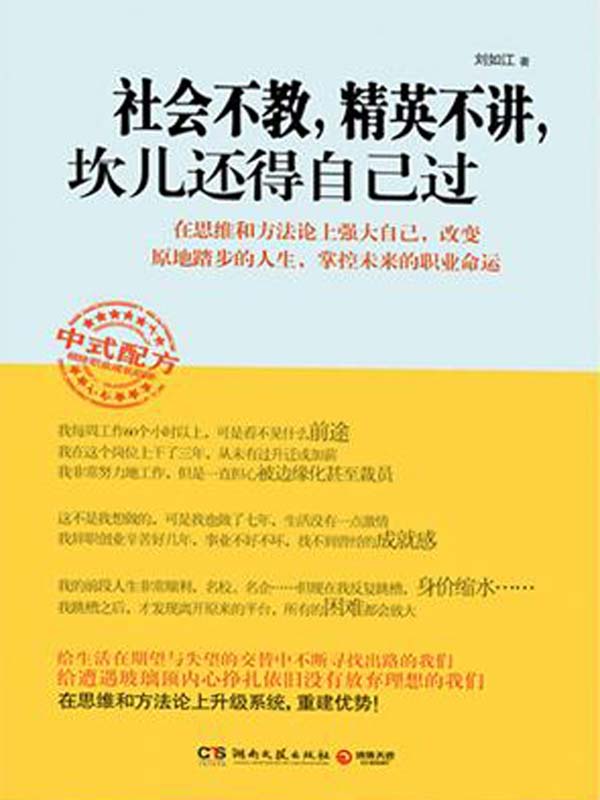 刘如江 著
社会不教,精英不讲,
坎儿还得自己过
在思维和方法论上强大自己,改变
原地踏步的人生、掌控未来的职业命运
中式配方
我每周工作60个小时以上,可是看不见什么前途
我在这个岗位上干了三年,从未有过升迁或加薪
我非常努力地工作,但是一直担心被边缘化甚至裁员
这不是我想做的,可是我也做了七年,生活没有一点激情
我辞职创业辛苦好几年,事业不好不坏,找不到曾经的成就感
我的前段人生非常顺利,名校、名企……但现在我反复跳槽,身价缩水……
我跳槽之后,才发现离开原来的平台,所有的困难都会放大
给生活在期望与失望的交替中不断寻找出路的我们
给遭遇玻璃顶内心挣扎依旧没有放弃理想的我们
在思维和方法论上升级系统,重建优势!
CS 湖南文艺出版社 博集天卷